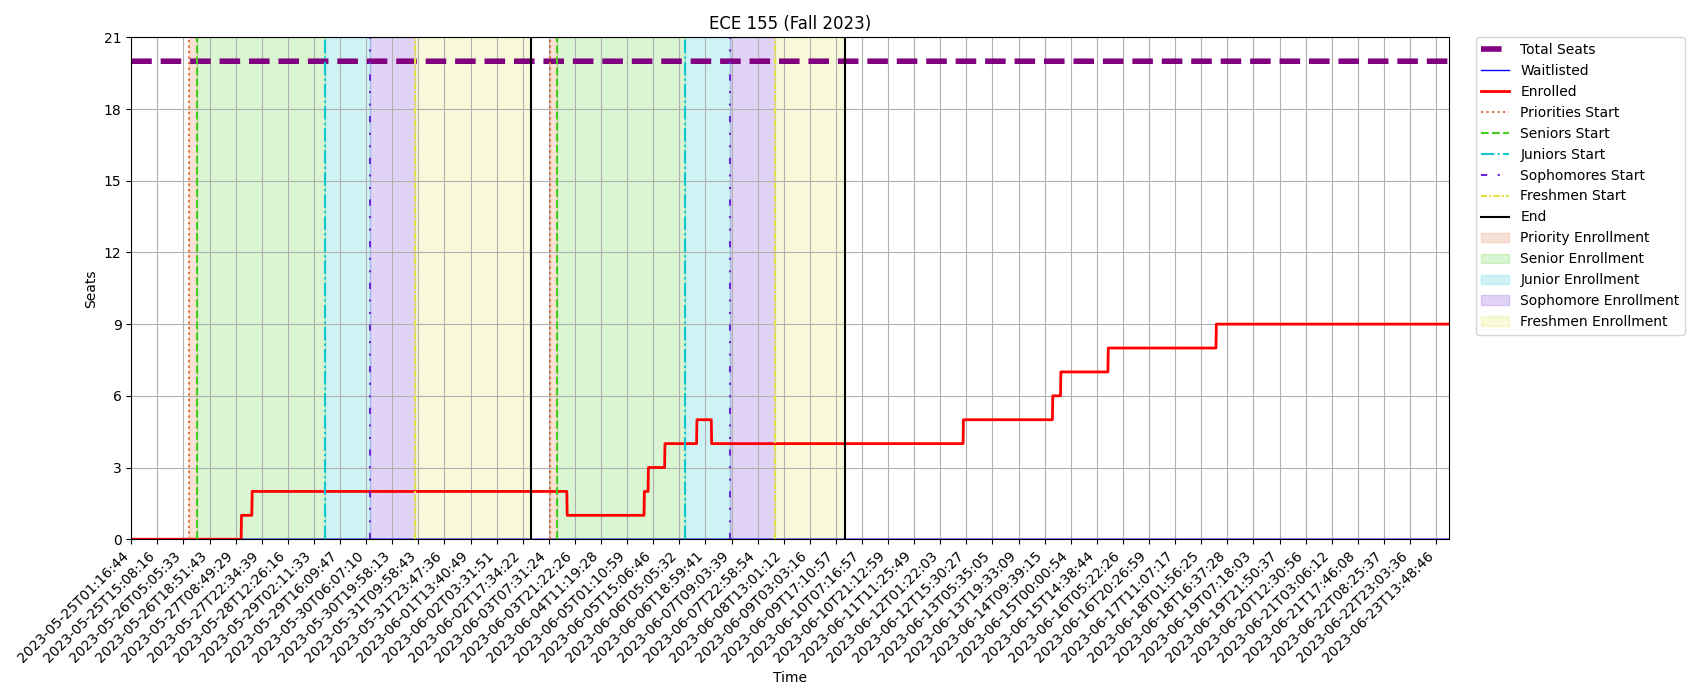 ECE 155 (Fall 2023)
Seats
21
18
15
12
9
6
3
0
2023-05-25T01:16:44
2023-05-25T15:08:16
2023-05-26T05:05:33
2023-05-26T18:51:43
2023-05-27T08:49:29
2023-05-27T22:34:39
2023-05-28T12:26:16
2023-05-29T02:11:33
2023-05-29T16:09:47
2023-05-30T06:07:10
2023-05-30T19:58:13
2023-05-31T09:58:43
2023-05-31T23:47:36
2023-06-01T13:40:49
2023-06-02T03:31:51
2023-06-02T17:34:22
2023-06-03T07:31:24
2023-06-03T21:22:26
2023-06-04T11:19:28
2023-06-05T01:10:59
2023-06-05T15:06:46
2023-06-06T05:05:32
2023-06-06T18:59:41
2023-06-07T09:03:39
2023-06-07T22:58:54
2023-06-08T13:01:12
2023-06-09T03:03:16
2023-06-09T17:10:57
2023-06-10T07:16:57
2023-06-10T21:12:59
2023-06-11T11:25:49
2023-06-12T01:22:03
2023-06-12T15:30:27
2023-06-13T05:35:05
2023-06-13T19:33:09
2023-06-14T09:39:15
2023-06-15T00:00:54
2023-06-15T14:38:44
2023-06-16T05:22:26
2023-06-16T20:26:59
2023-06-17T11:07:17
2023-06-18T01:56:25
2023-06-18T16:37:28
2023-06-19T07:18:03
2023-06-19T21:50:37
2023-06-20T12:30:56
2023-06-21T03:06:12
2023-06-21T17:46:08
2023-06-22T08:25:37
2023-06-22T23:03:36
2023-06-23T13:48:46
Time
Total Seats
Waitlisted
Enrolled
Priorities Start
Seniors Start
Juniors Start
Sophomores Start
Freshmen Start
End
Priority Enrollment
Senior Enrollment
Junior Enrollment
Sophomore Enrollment
Freshmen Enrollment